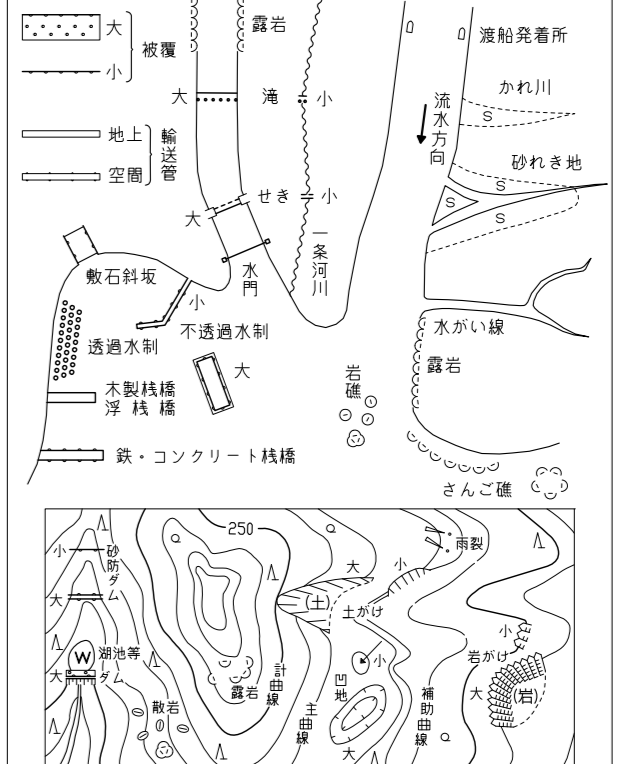 大
小
被覆
地上
空間
輸送管
露岩
渡船発着所
大 滝 小
流水方向
かれ川
S
砂れき地
S
S
せき 小
大
一条河川
水門
敷石斜坂
小
不透過水制
透過水制
大
水がい線
露岩
岩礁
木製桟橋
浮桟橋
鉄・コンクリート桟橋
さんご礁
250
小
砂防ダム
大
W
湖池等
大 ダム
散岩
露岩
計曲線
主曲線
大
(土)
土がけ
小
雨裂
小
凹地
大
補助曲線
小
岩がけ
大
(岩)